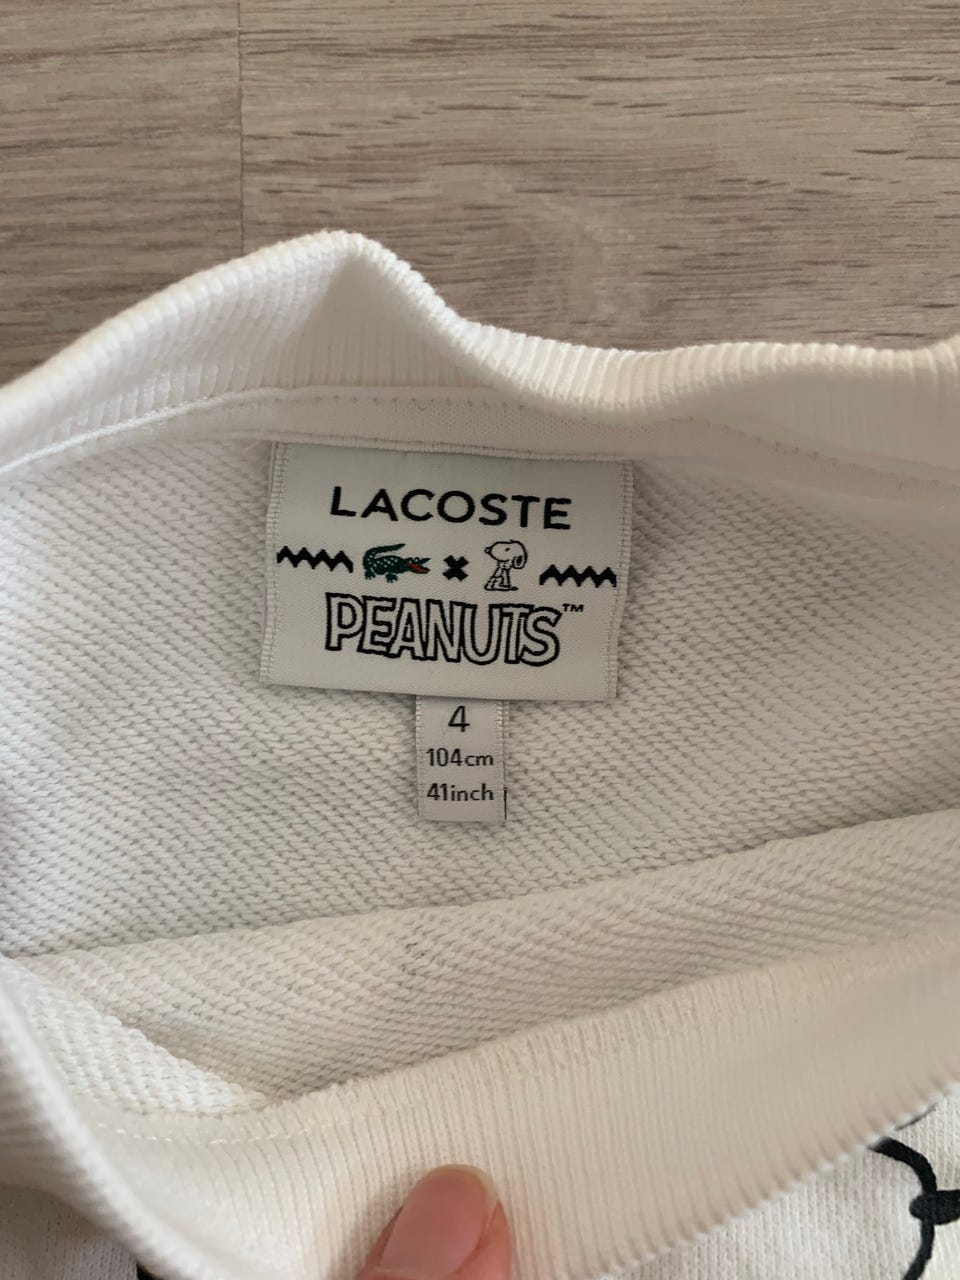 LACOSTE
×
PEANUTS™
4
104cm
41inch